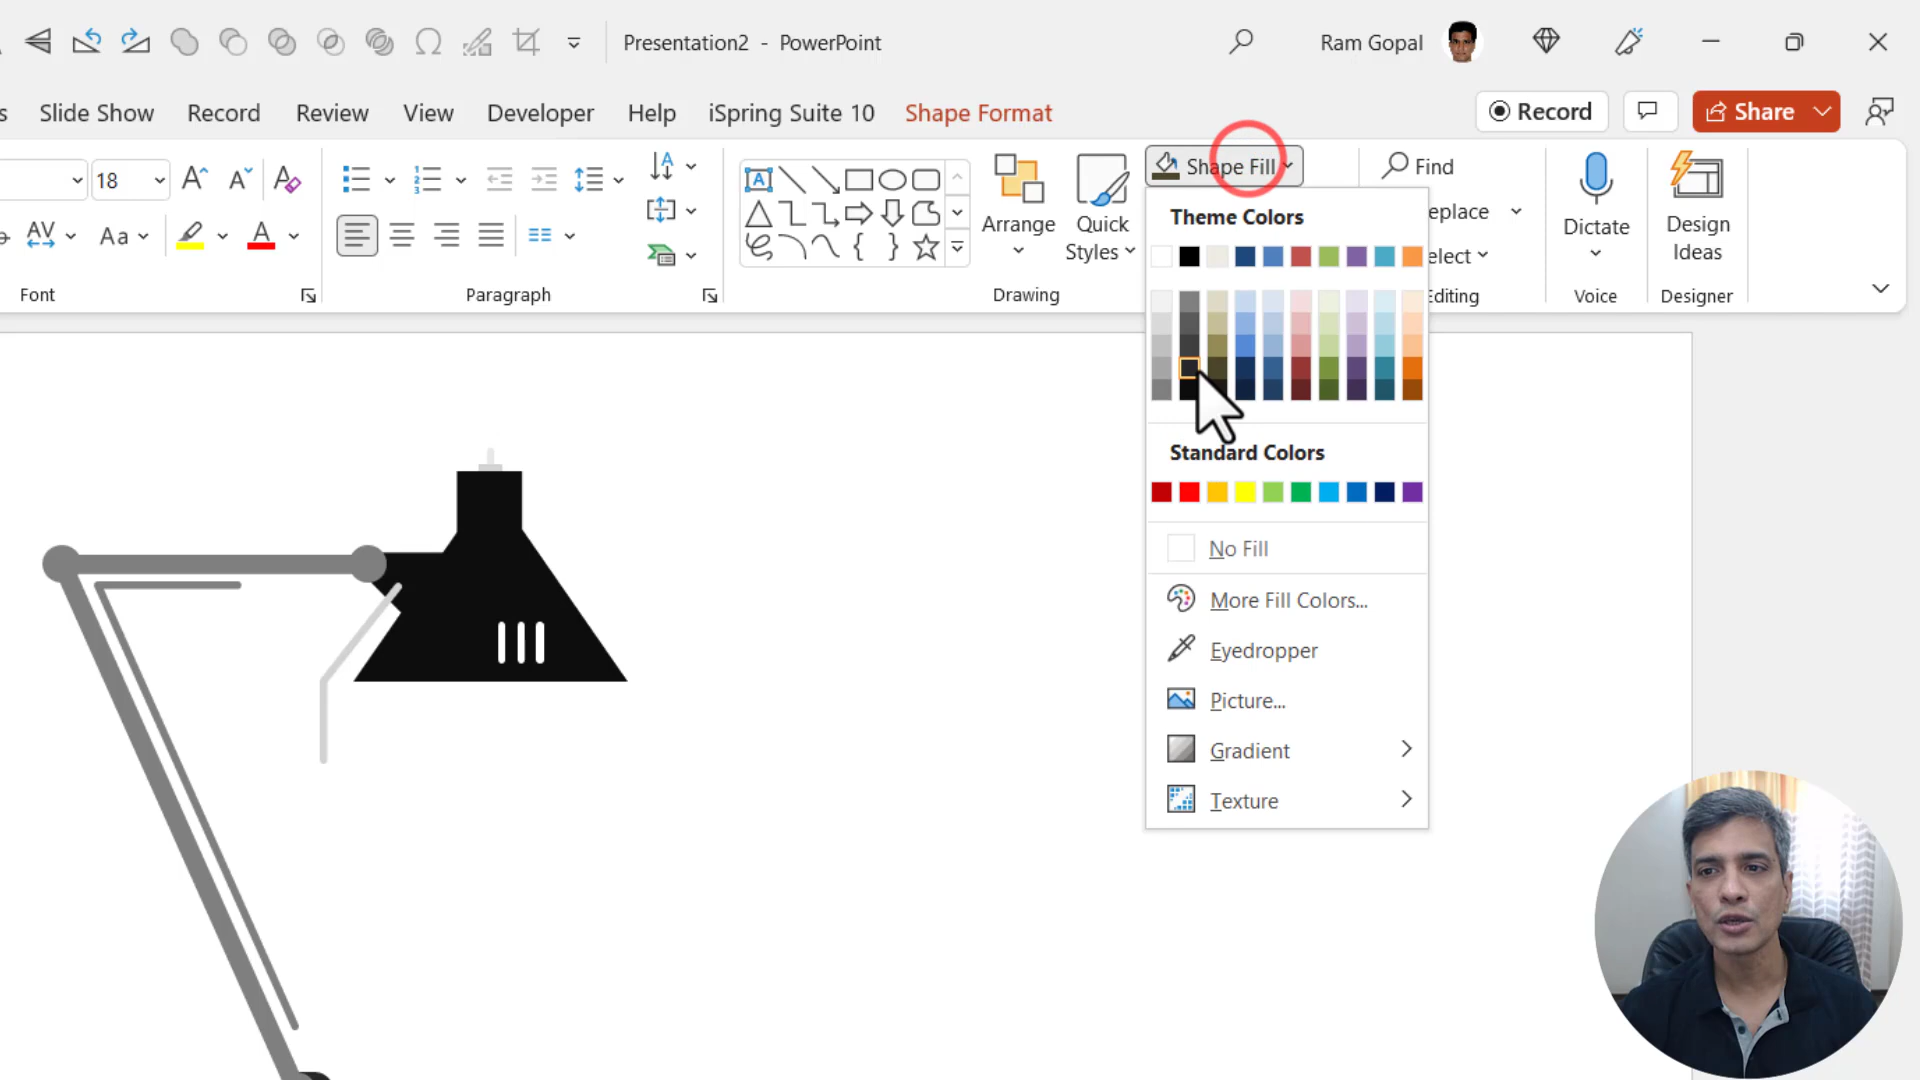 Presentation2 - PowerPoint
Ram Gopal
s
Slide Show
Record
Review
View
Developer
Help
iSpring Suite 10
Shape Format
Record
Share
18
Aa
Font
Paragraph
Arrange
Quick
Styles
Drawing
Shape Fill
Find
eplace
elect
Editing
Dictate
Voice
Design
Ideas
Designer
Theme Colors
Standard Colors
No Fill
More Fill Colors...
Eyedropper
Picture...
Gradient
Texture